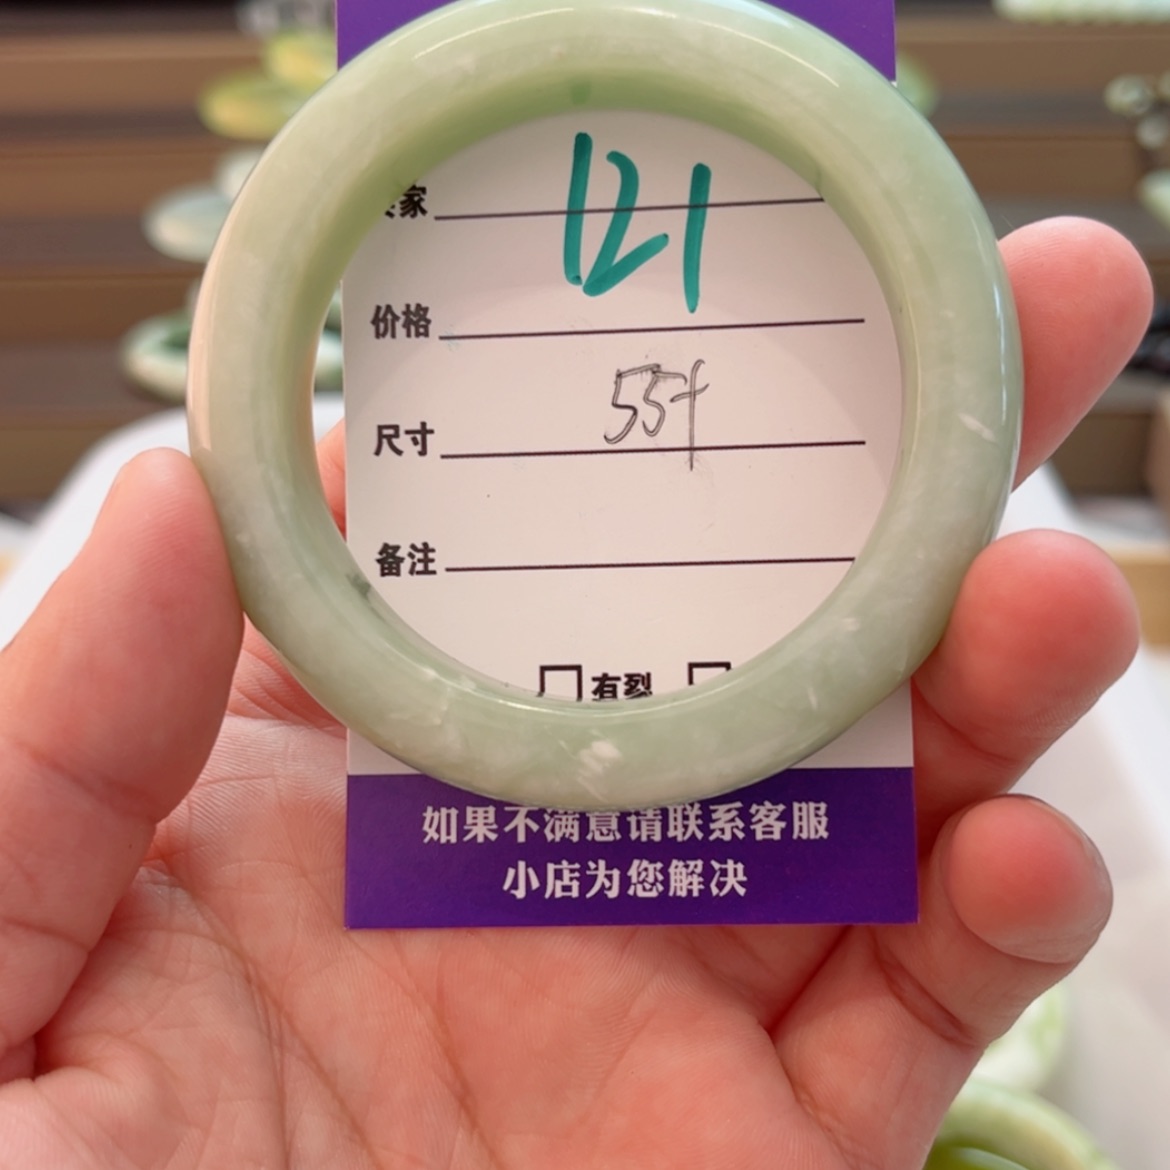 家
121
价格
尺寸 55+
备注
□ 有裂 □
如果不满意请联系客服
小店为您解决